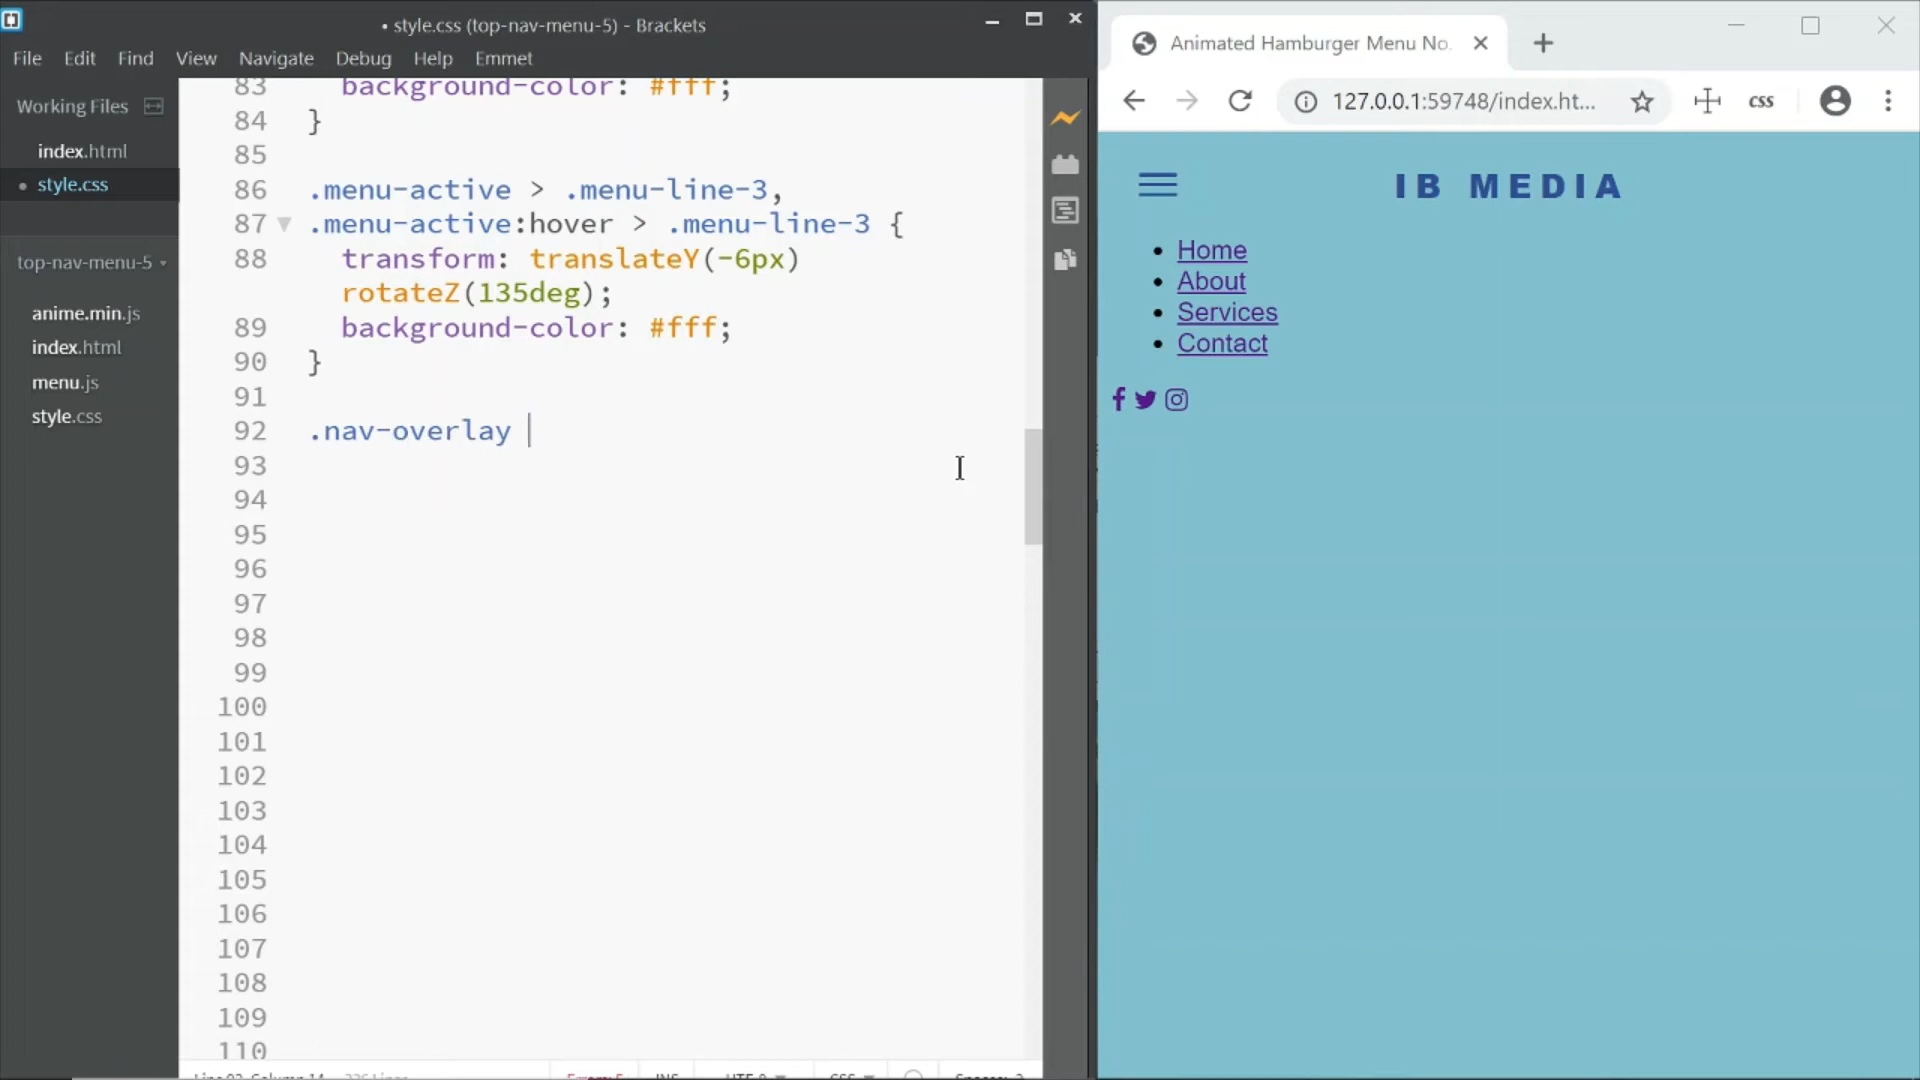 • style.css (top-nav-menu-5) - Brackets
File Edit Find View Navigate Debug Help Emmet
Working Files
index.html
• style.css
top-nav-menu-5
anime.min.js
index.html
menu.js
style.css
83 background-color: #fff;
84 }
85
86 .menu-active > .menu-line-3,
87 .menu-active:hover > .menu-line-3 {
88 transform: translateY(-6px)
rotateZ(135deg);
89 background-color: #fff;
90 }
91
92 .nav-overlay
93
94
95
96
97
98
99
100
101
102
103
104
105
106
107
108
109
110
Animated Hamburger Menu No.
127.0.0.1:59748/index.ht...
css
IB MEDIA
• Home
• About
• Services
• Contact